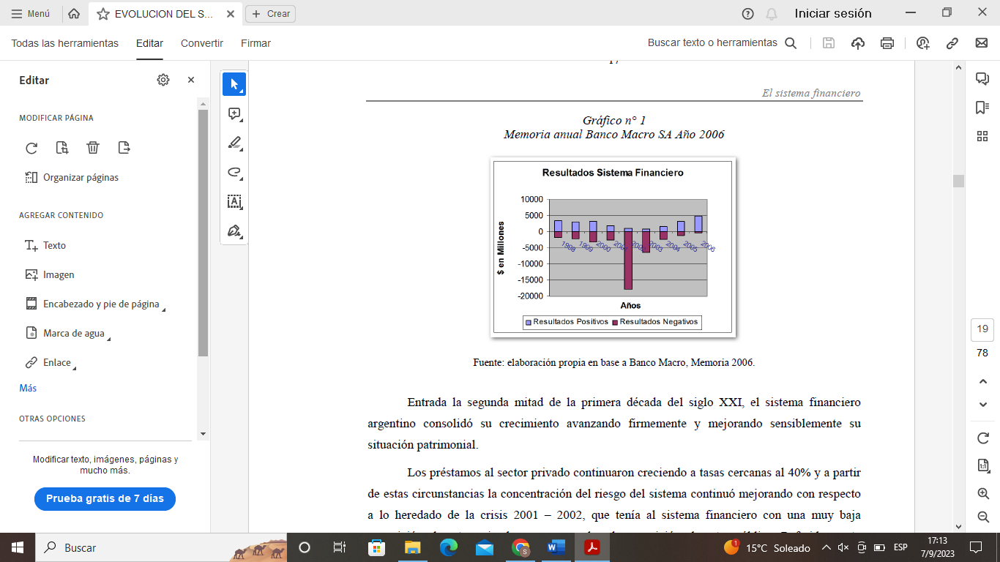 Menú
EVOLUCION DEL S...
Crear
Iniciar sesión
Todas las herramientas
Editar
Convertir
Firmar
Buscar texto o herramientas
Editar
MODIFICAR PÁGINA
Organizar páginas
AGREGAR CONTENIDO
Texto
Imagen
Encabezado y pie de página
Marca de agua
Enlace
Más
OTRAS OPCIONES
Modificar texto, imágenes, páginas y
mucho más.
Prueba gratis de 7 días
El sistema financiero
Gráfico n° 1
Memoria anual Banco Macro SA Año 2006
Resultados Sistema Financiero
$ en Millones
10000
5000
0
-5000
-10000
-15000
-20000
1998
1999
2000
2003
2004
2005
2006
Años
Resultados Positivos
Resultados Negativos
Fuente: elaboración propia en base a Banco Macro, Memoria 2006.
Entrada la segunda mitad de la primera década del siglo XXI, el sistema financiero
argentino consolidó su crecimiento avanzando firmemente y mejorando sensiblemente su
situación patrimonial.
Los préstamos al sector privado continuaron creciendo a tasas cercanas al 40% y a partir
de estas circunstancias la concentración del riesgo del sistema continuó mejorando con respecto
a lo heredado de la crisis 2001 – 2002, que tenía al sistema financiero con una muy baja
19
78
Buscar
15°C Soleado
ESP
17:13
7/9/2023